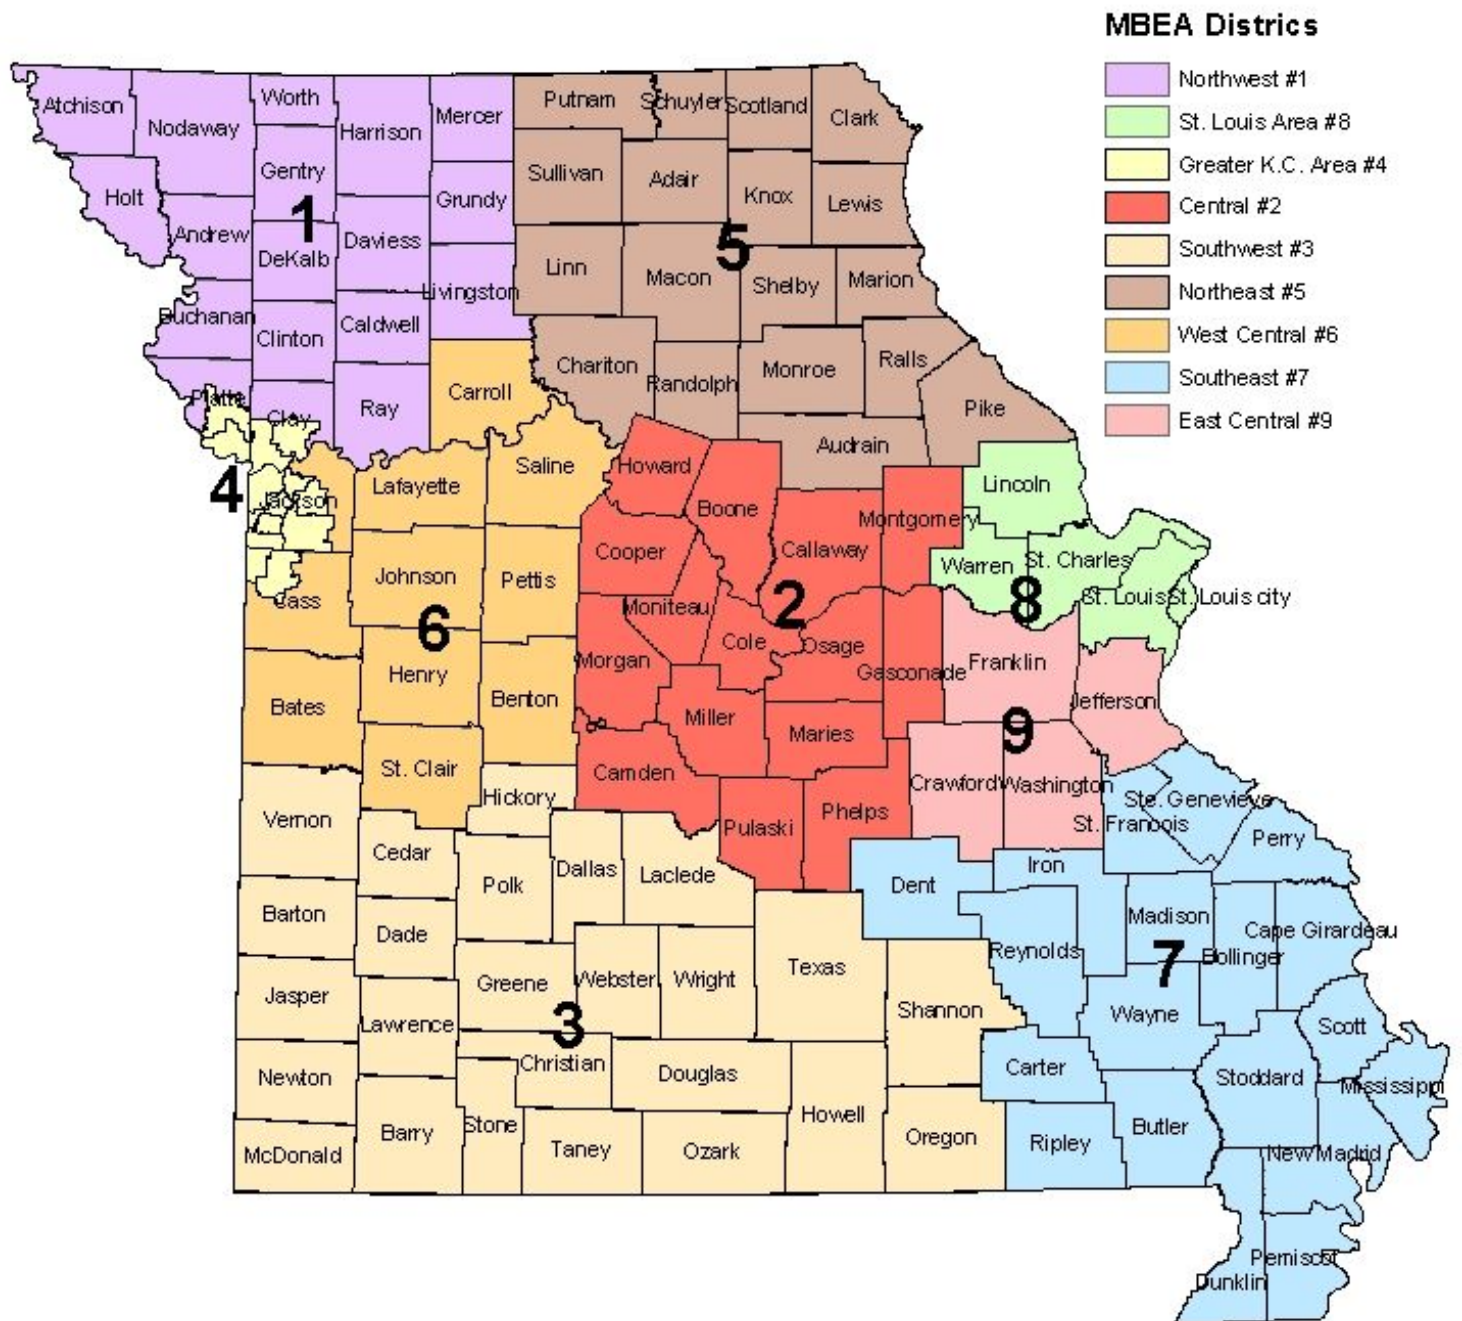 MBEA Districs
Northwest #1
St. Louis Area #8
Greater K.C. Area #4
Central #2
Southwest #3
Northeast #5
West Central #6
Southeast #7
East Central #9
Atchison
Nodaway
Worth
Harrison
Mercer
Putnam
Schuyler
Scotland
Clark
Holt
Gentry
Grundy
Sullivan
Adair
Knox
Lewis
1
Andrew
DeKalb
Daviess
Livingston
Linn
Macon
5
Shelby
Marion
Buchanan
Clinton
Caldwell
Chariton
Randolph
Monroe
Ralls
Pike
Platte
Clay
Ray
Carroll
Audrain
4
Jackson
Lafayette
Saline
Howard
Boone
Callaway
Montgomery
Lincoln
Cass
Johnson
Pettis
Cooper
Moniteau
2
Warren
St. Charles
8
St. Louis
St. Louis city
6
Henry
Benton
Morgan
Cole
Osage
Gasconade
Franklin
Jefferson
Bates
St. Clair
Hickory
Camden
Miller
Maries
9
Crawford
Washington
Ste. Genevieve
St. Francois
Perry
Vernon
Cedar
Polk
Dallas
Laclede
Pulaski
Phelps
Dent
Iron
Madison
Bollinger
Cape Girardeau
7
Barton
Dade
Greene
Webster
Wright
Texas
Shannon
Reynolds
Wayne
Scott
Jasper
Lawrence
3
Christian
Douglas
Howell
Carter
Stoddard
Mississippi
Newton
Barry
Stone
Taney
Ozark
Oregon
Ripley
Butler
New Madrid
McDonald
Pemiscot
Dunklin